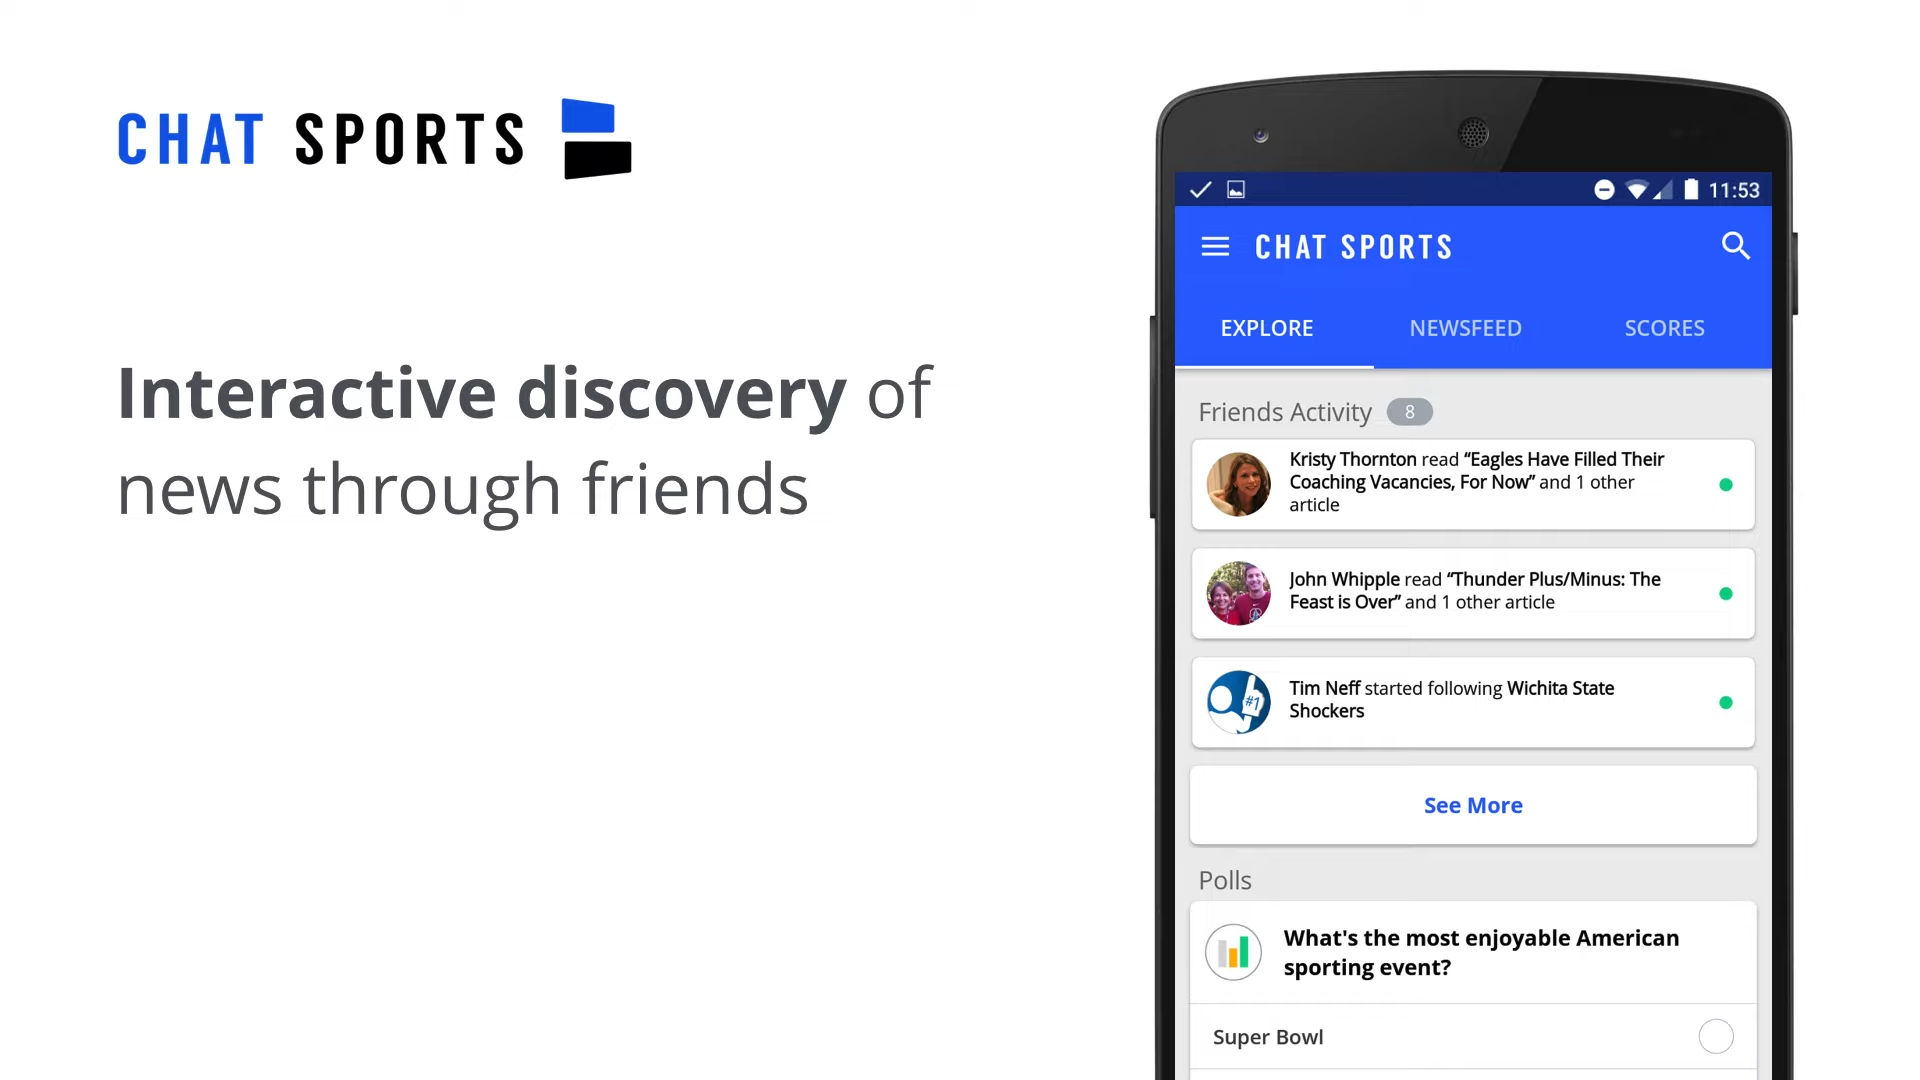 CHAT SPORTS
Interactive discovery of
news through friends
11:53
CHAT SPORTS
EXPLORE NEWSFEED SCORES
Friends Activity 8
Kristy Thornton read “Eagles Have Filled Their
Coaching Vacancies, For Now” and 1 other
article
John Whipple read “Thunder Plus/Minus: The
Feast is Over” and 1 other article
#1
Tim Neff started following Wichita State
Shockers
See More
Polls
What's the most enjoyable American
sporting event?
Super Bowl